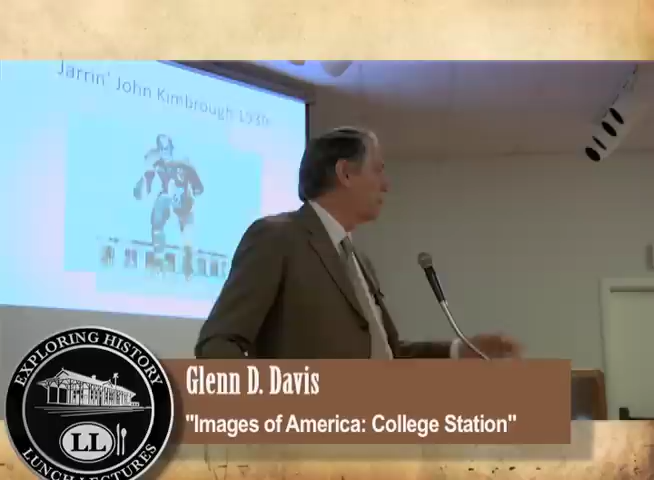 Jarrin' John Kimbrough 1939
EXPLORING HISTORY
LL
LUNCH LECTURES
Glenn D. Davis
"Images of America: College Station"